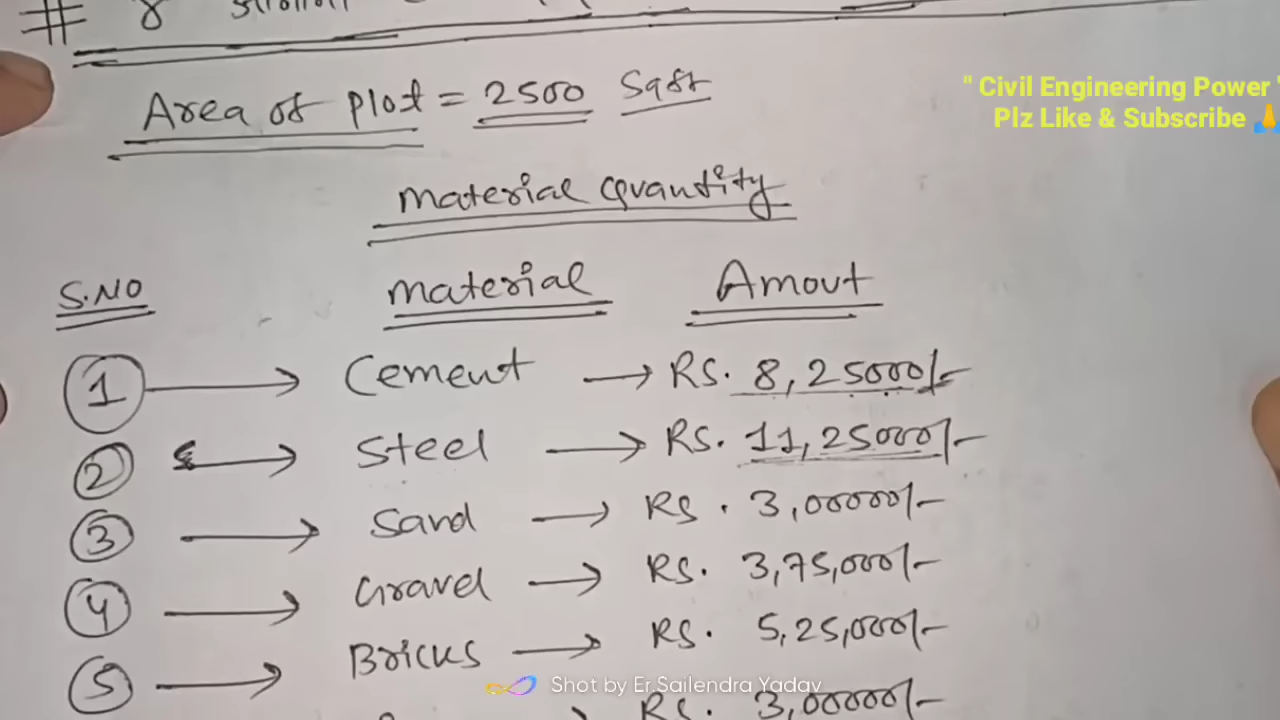 # 8
Area of Plot = 2500 Sqft
" Civil Engineering Power "
Plz Like & Subscribe 🙏
Material Quantity
S.NO Material Amout
1 → Cement → RS. 8,25000/-
2 → Steel → RS. 11,25000/-
3 → Sand → RS. 3,00000/-
4 → Gravel → RS. 3,75,000/-
5 → Bricks → RS. 5,25,000/-
Shot by Er.Sailendra Yadav
RS. 3,00000/-